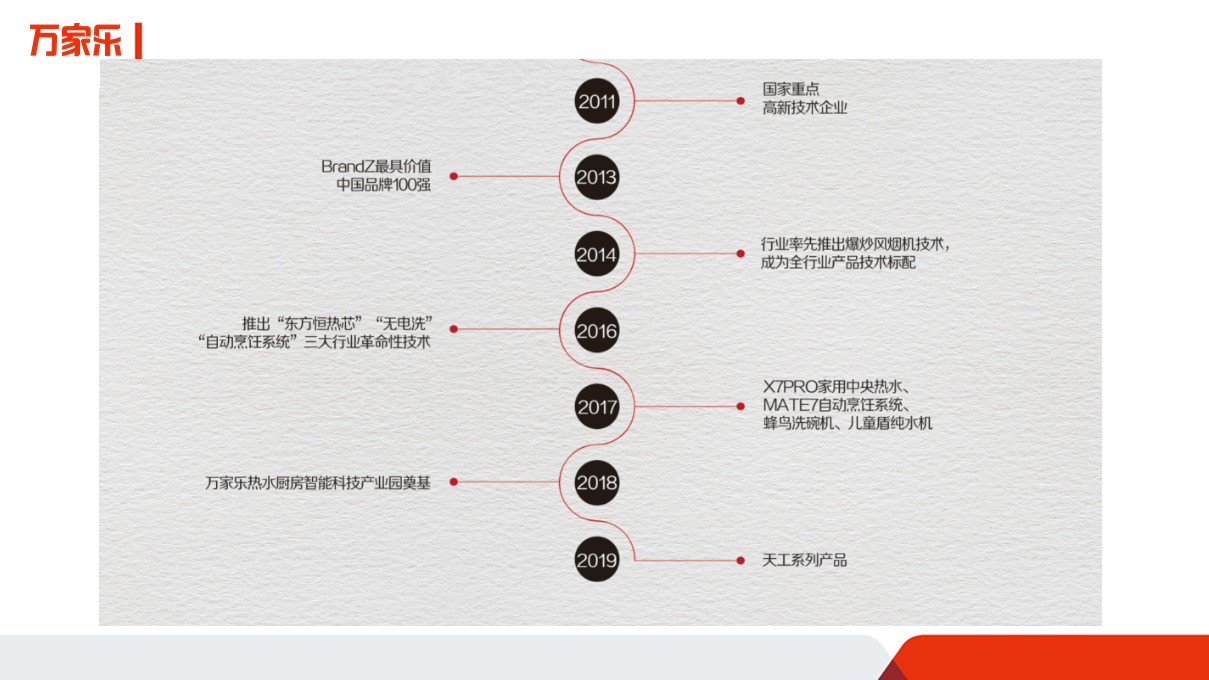 万家乐
2011
国家重点
高新技术企业
BrandZ最具价值
中国品牌100强
2013
2014
行业率先推出爆炒风烟机技术，
成为全行业产品技术标配
推出“东方恒热芯”“无电洗”
“自动烹饪系统”三大行业革命性技术
2016
2017
X7PRO家用中央热水、
MATE7自动烹饪系统、
蜂鸟洗碗机、儿童盾纯水机
万家乐热水厨房智能科技产业园奠基
2018
2019
天工系列产品